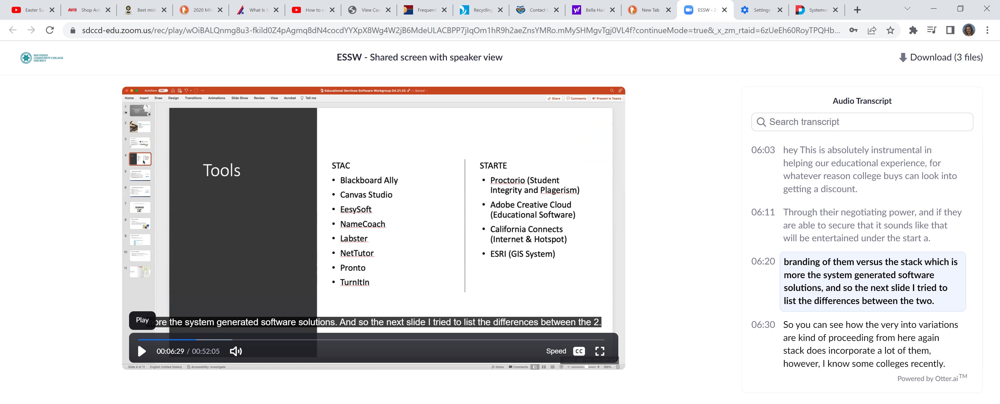 Easter Su
AVIS Shop Avi
Best mids
2020 Mits
What Is S
How to c
View Cas
Frequent
Recycling
Contact U
y! Bella Had
New Tab
ESSW - Z
Settings
Systemw
sdccd-edu.zoom.us/rec/play/wOiBALQnmg8u3-fkild0Z4pAgmq8dN4cocdYYXpX8Wg4W2jB6MdeULACBPP7jIqOm1hR9h2aeZnsYMRo.mMySHMgvTgj0VL4f?continueMode=true&_x_zm_rtaid=6zUeEh60RoyTPQHb...
SAN DIEGO
COMMUNITY COLLEGE
DISTRICT
ESSW - Shared screen with speaker view
Download (3 files)
AutoSave ON
Educational Services Software Workgroup 04.21.22 — Saved
Home Insert Draw Design Transitions Animations Slide Show Review View Acrobat Tell me
Share Comments Present in Teams
1
2
3
4
5
6
7
8
9
10
11
Tools
STAC
• Blackboard Ally
• Canvas Studio
• EesySoft
• NameCoach
• Labster
• NetTutor
• Pronto
• TurnItIn
STARTE
• Proctorio (Student
Integrity and Plagerism)
• Adobe Creative Cloud
(Educational Software)
• California Connects
(Internet & Hotspot)
• ESRI (GIS System)
Play
ore the system generated software solutions. And so the next slide I tried to list the differences between the 2.
00:06:29 / 00:52:05
Speed CC
Slide 4 of 11 English (United States) Accessibility: Investigate
Notes Comments 189%
Audio Transcript
Search transcript
06:03 hey This is absolutely instrumental in
helping our educational experience, for
whatever reason college buys can look into
getting a discount.
06:11 Through their negotiating power, and if they
are able to secure that it sounds like that
will be entertained under the start a.
06:20 branding of them versus the stack which is
more the system generated software
solutions, and so the next slide I tried to
list the differences between the two.
06:30 So you can see how the very into variations
are kind of proceeding from here again
stack does incorporate a lot of them,
however, I know some colleges recently.
Powered by Otter.ai TM